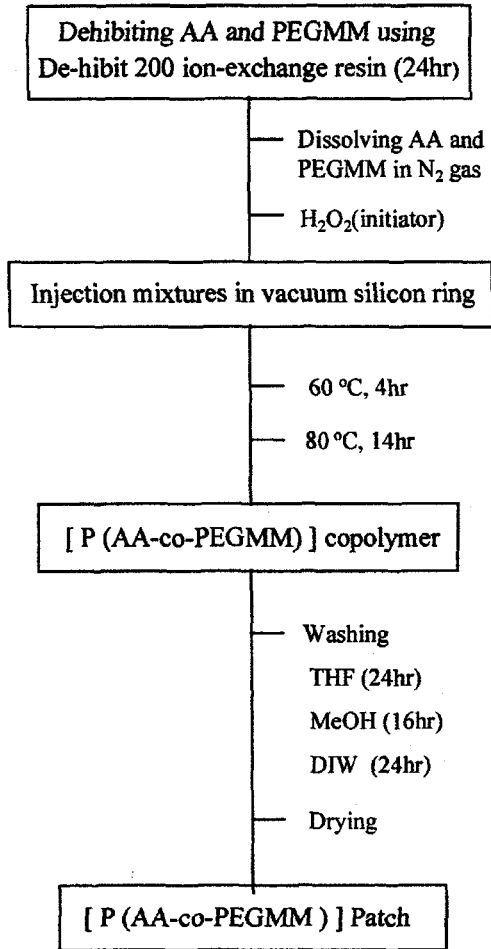 Dehibiting AA and PEGMM using
De-hibit 200 ion-exchange resin (24hr)
Dissolving AA and
PEGMM in N₂ gas
H₂O₂(initiator)
Injection mixtures in vacuum silicon ring
60 ºC, 4hr
80 ºC, 14hr
[ P (AA-co-PEGMM) ] copolymer
Washing
THF (24hr)
MeOH (16hr)
DIW (24hr)
Drying
[ P (AA-co-PEGMM ) ] Patch